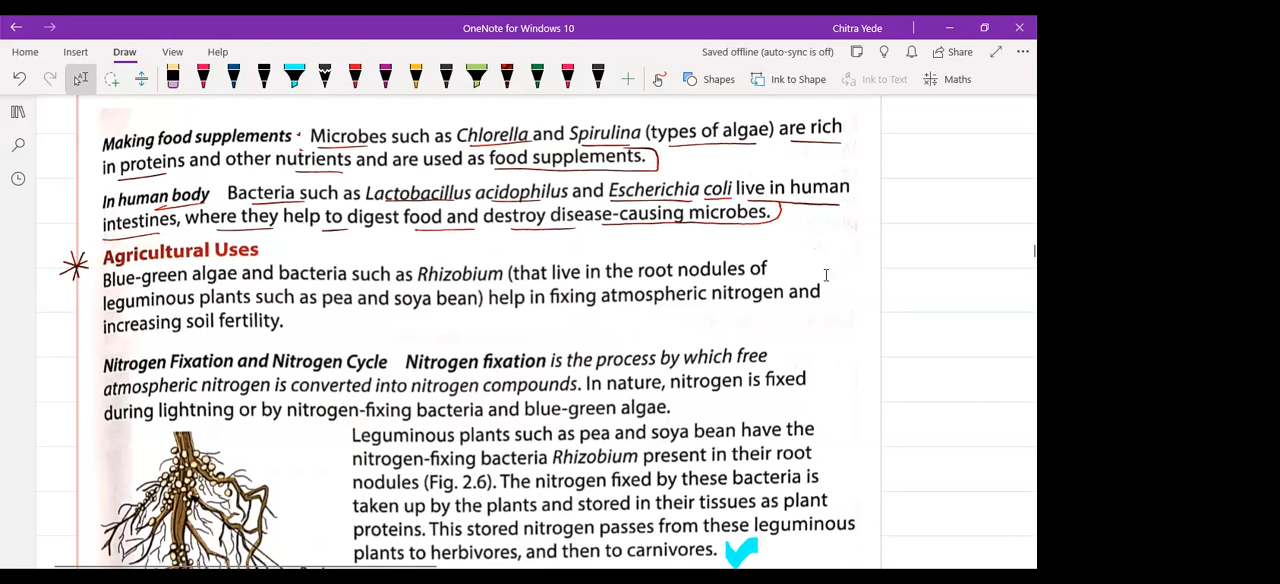 OneNote for Windows 10
Chitra Yede
Home Insert Draw View Help
Saved offline (auto-sync is off)
Share
Shapes
Ink to Shape
Ink to Text
Maths
Making food supplements Microbes such as Chlorella and Spirulina (types of algae) are rich
in proteins and other nutrients and are used as food supplements.
In human body Bacteria such as Lactobacillus acidophilus and Escherichia coli live in human
intestines, where they help to digest food and destroy disease-causing microbes.
Agricultural Uses
Blue-green algae and bacteria such as Rhizobium (that live in the root nodules of
leguminous plants such as pea and soya bean) help in fixing atmospheric nitrogen and
increasing soil fertility.
Nitrogen Fixation and Nitrogen Cycle Nitrogen fixation is the process by which free
atmospheric nitrogen is converted into nitrogen compounds. In nature, nitrogen is fixed
during lightning or by nitrogen-fixing bacteria and blue-green algae.
Leguminous plants such as pea and soya bean have the
nitrogen-fixing bacteria Rhizobium present in their root
nodules (Fig. 2.6). The nitrogen fixed by these bacteria is
taken up by the plants and stored in their tissues as plant
proteins. This stored nitrogen passes from these leguminous
plants to herbivores, and then to carnivores.